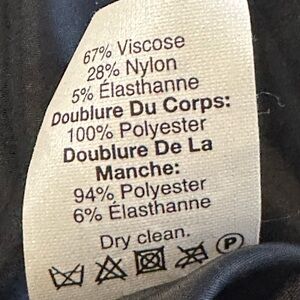 67% Viscose
28% Nylon
5% Élasthanne
Doublure Du Corps:
100% Polyester
Doublure De La
Manche:
94% Polyester
6% Élasthanne
Dry clean.
P